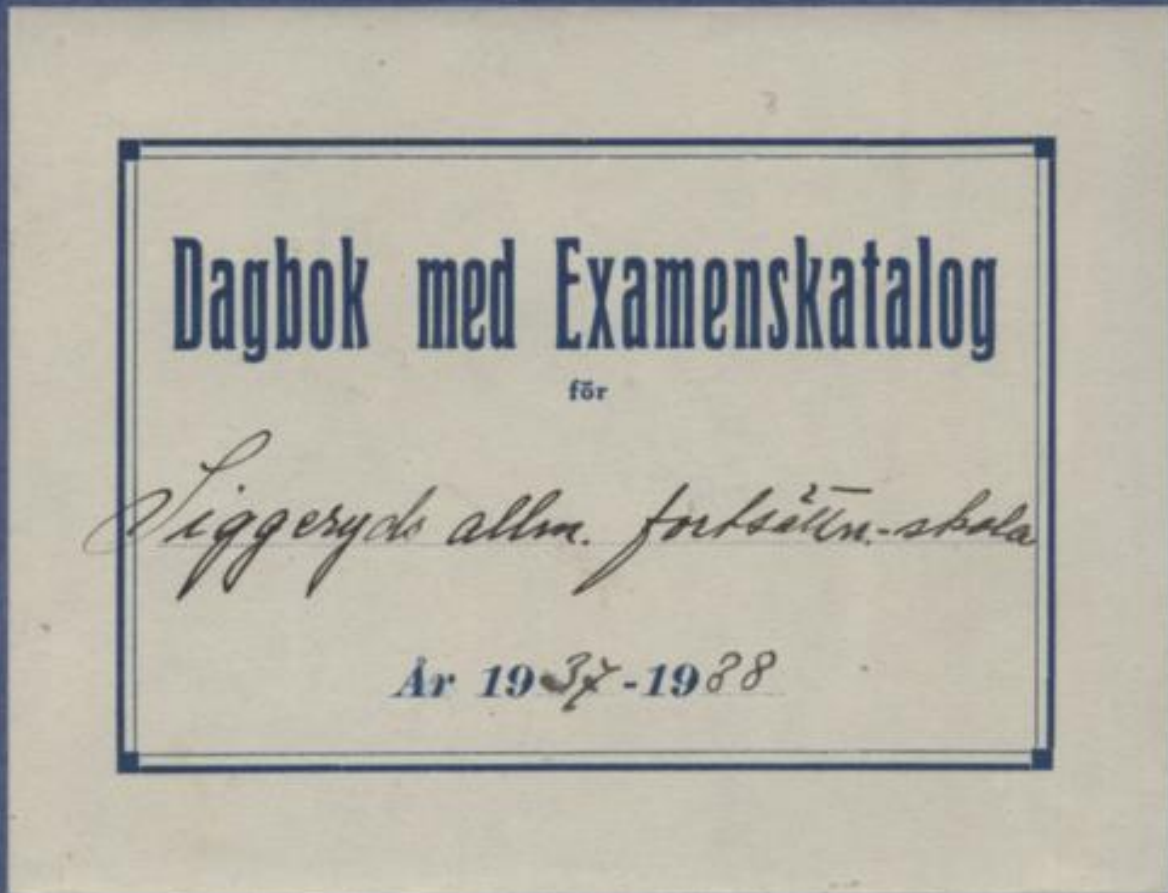 Dagbok med Examenskatalog
för
Siggeryds allm. fortsättn.-skola
År 1937-1938